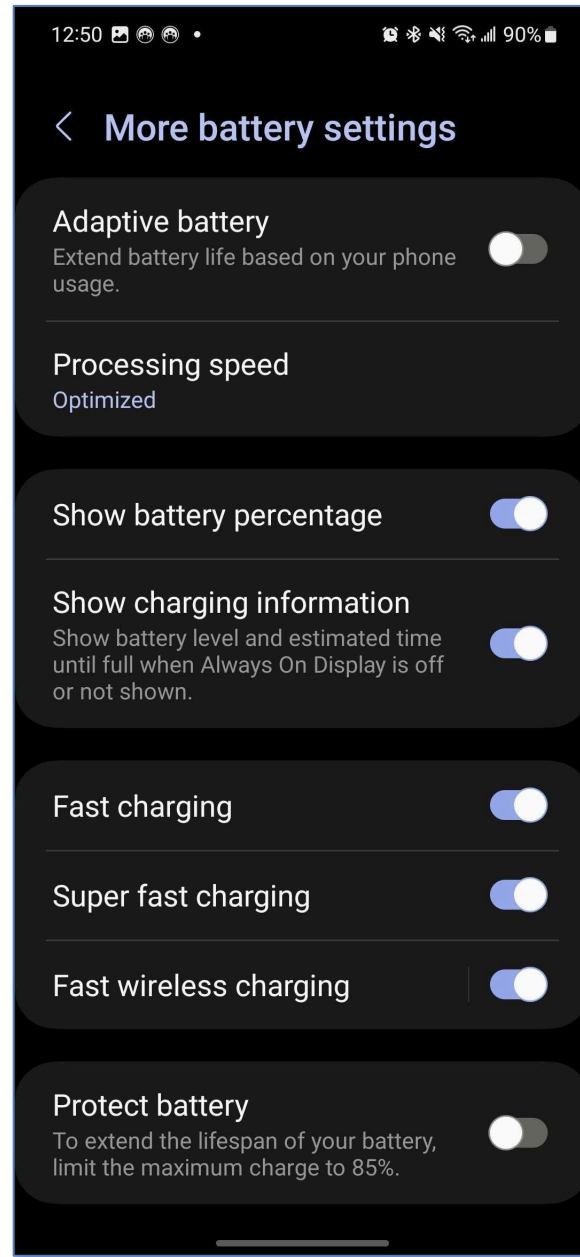 12:50 90%
More battery settings
Adaptive battery
Extend battery life based on your phone
usage.
Processing speed
Optimized
Show battery percentage
Show charging information
Show battery level and estimated time
until full when Always On Display is off
or not shown.
Fast charging
Super fast charging
Fast wireless charging
Protect battery
To extend the lifespan of your battery,
limit the maximum charge to 85%.